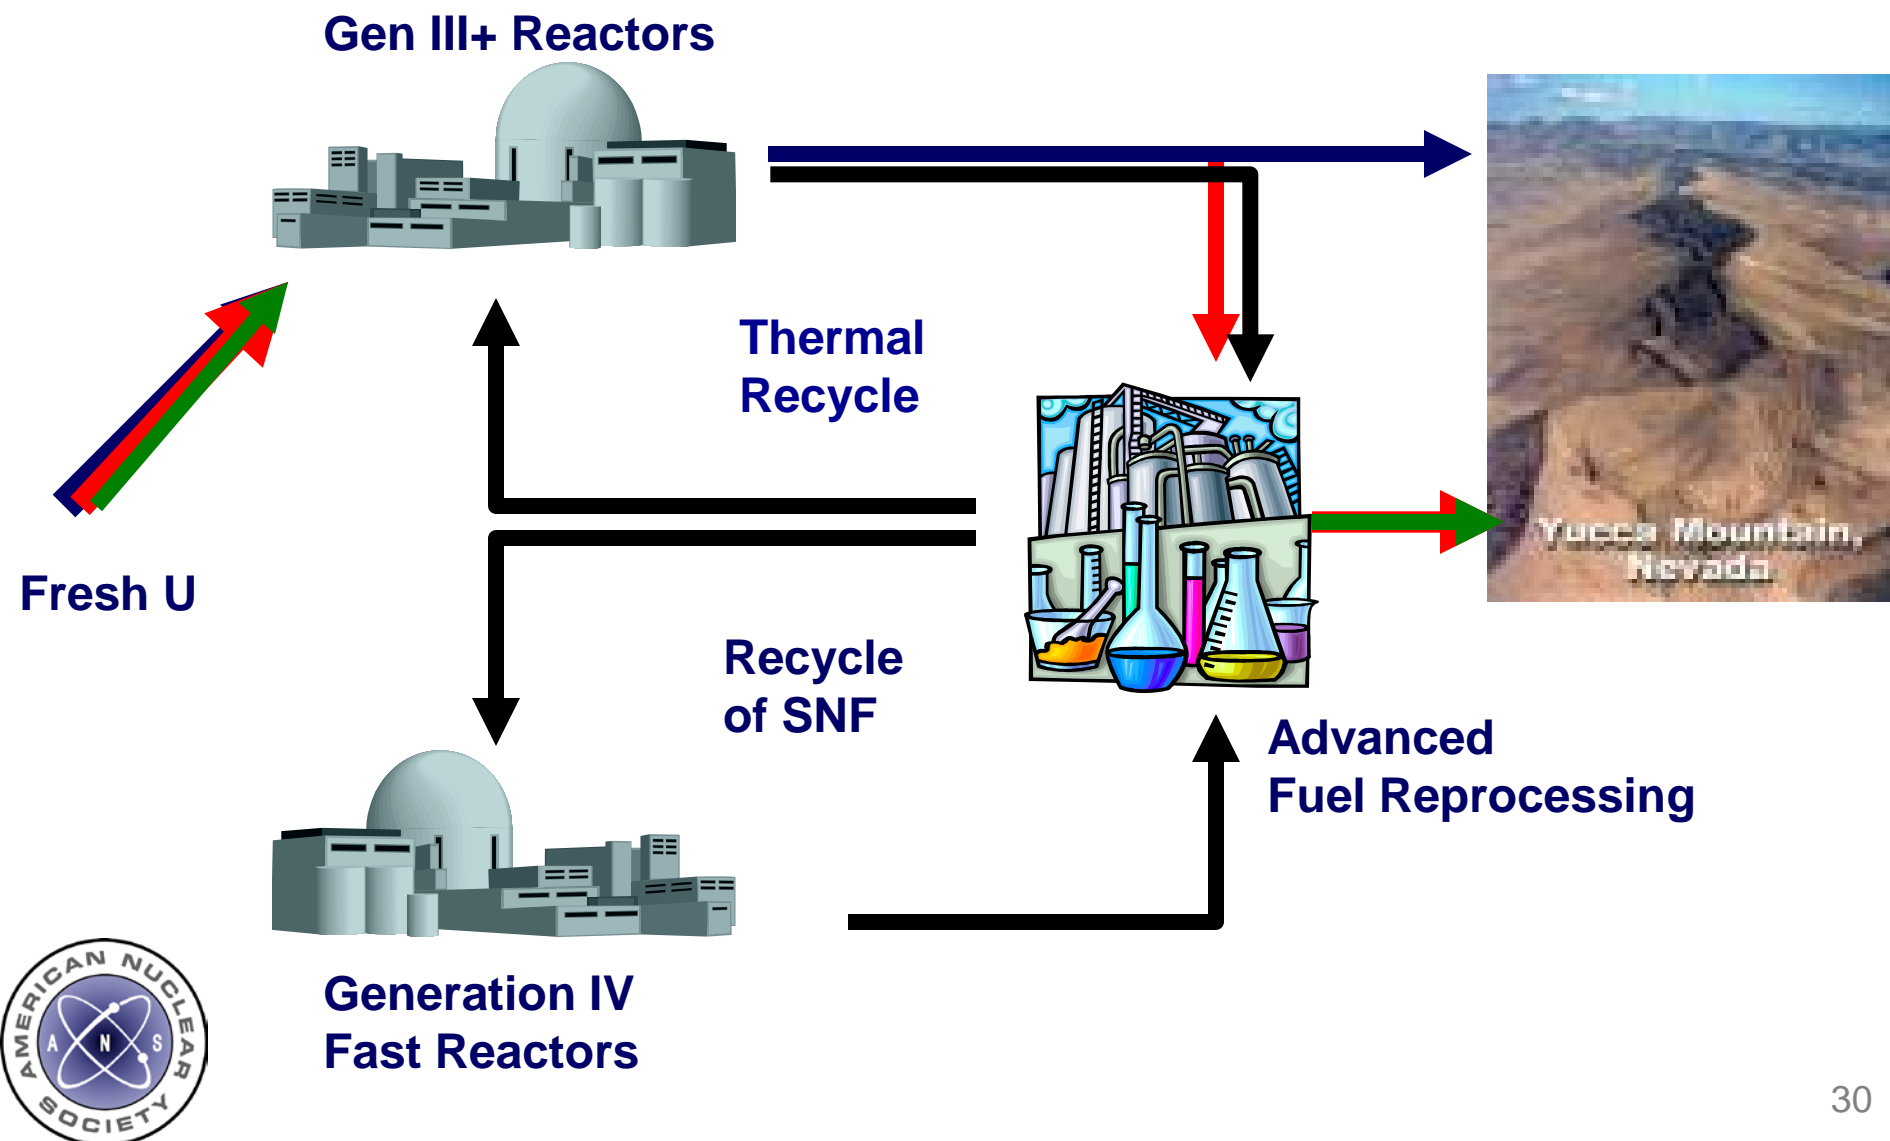 Gen III+ Reactors
Thermal
Recycle
Yucca Mountain,
Nevada
Fresh U
Recycle
of SNF
Advanced
Fuel Reprocessing
Generation IV
Fast Reactors
AMERICAN NUCLEAR
A N S
SOCIETY
30